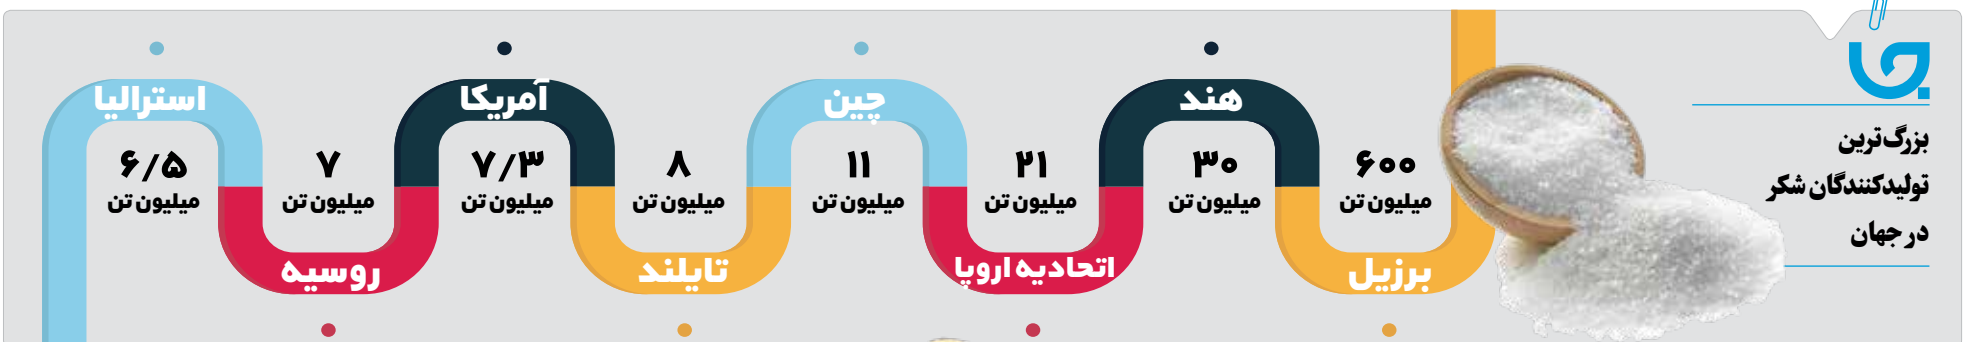 بزرگ‌ترین
تولیدکنندگان شکر
در جهان
برزیل
۶۰۰
میلیون تن
هند
۳۰
میلیون تن
اتحادیه اروپا
۲۱
میلیون تن
چین
۱۱
میلیون تن
تایلند
۸
میلیون تن
آمریکا
۷/۳
میلیون تن
روسیه
۷
میلیون تن
استرالیا
۶/۵
میلیون تن